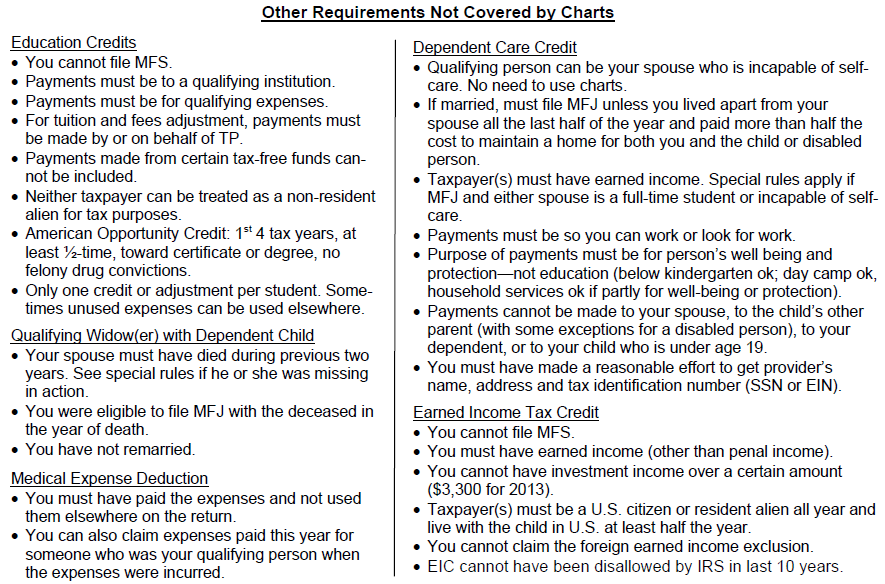 Other Requirements Not Covered by Charts
Education Credits
• You cannot file MFS.
• Payments must be to a qualifying institution.
• Payments must be for qualifying expenses.
• For tuition and fees adjustment, payments must
be made by or on behalf of TP.
• Payments made from certain tax-free funds can-
not be included.
• Neither taxpayer can be treated as a non-resident
alien for tax purposes.
• American Opportunity Credit: 1st 4 tax years, at
least ½-time, toward certificate or degree, no
felony drug convictions.
• Only one credit or adjustment per student. Some-
times unused expenses can be used elsewhere.
Qualifying Widow(er) with Dependent Child
• Your spouse must have died during previous two
years. See special rules if he or she was missing
in action.
• You were eligible to file MFJ with the deceased in
the year of death.
• You have not remarried.
Medical Expense Deduction
• You must have paid the expenses and not used
them elsewhere on the return.
• You can also claim expenses paid this year for
someone who was your qualifying person when
the expenses were incurred.
Dependent Care Credit
• Qualifying person can be your spouse who is incapable of self-
care. No need to use charts.
• If married, must file MFJ unless you lived apart from your
spouse all the last half of the year and paid more than half the
cost to maintain a home for both you and the child or disabled
person.
• Taxpayer(s) must have earned income. Special rules apply if
MFJ and either spouse is a full-time student or incapable of self-
care.
• Payments must be so you can work or look for work.
• Purpose of payments must be for person's well being and
protection—not education (below kindergarten ok; day camp ok,
household services ok if partly for well-being or protection).
• Payments cannot be made to your spouse, to the child's other
parent (with some exceptions for a disabled person), to your
dependent, or to your child who is under age 19.
• You must have made a reasonable effort to get provider's
name, address and tax identification number (SSN or EIN).
Earned Income Tax Credit
• You cannot file MFS.
• You must have earned income (other than penal income).
• You cannot have investment income over a certain amount
($3,300 for 2013).
• Taxpayer(s) must be a U.S. citizen or resident alien all year and
live with the child in U.S. at least half the year.
• You cannot claim the foreign earned income exclusion.
• EIC cannot have been disallowed by IRS in last 10 years.